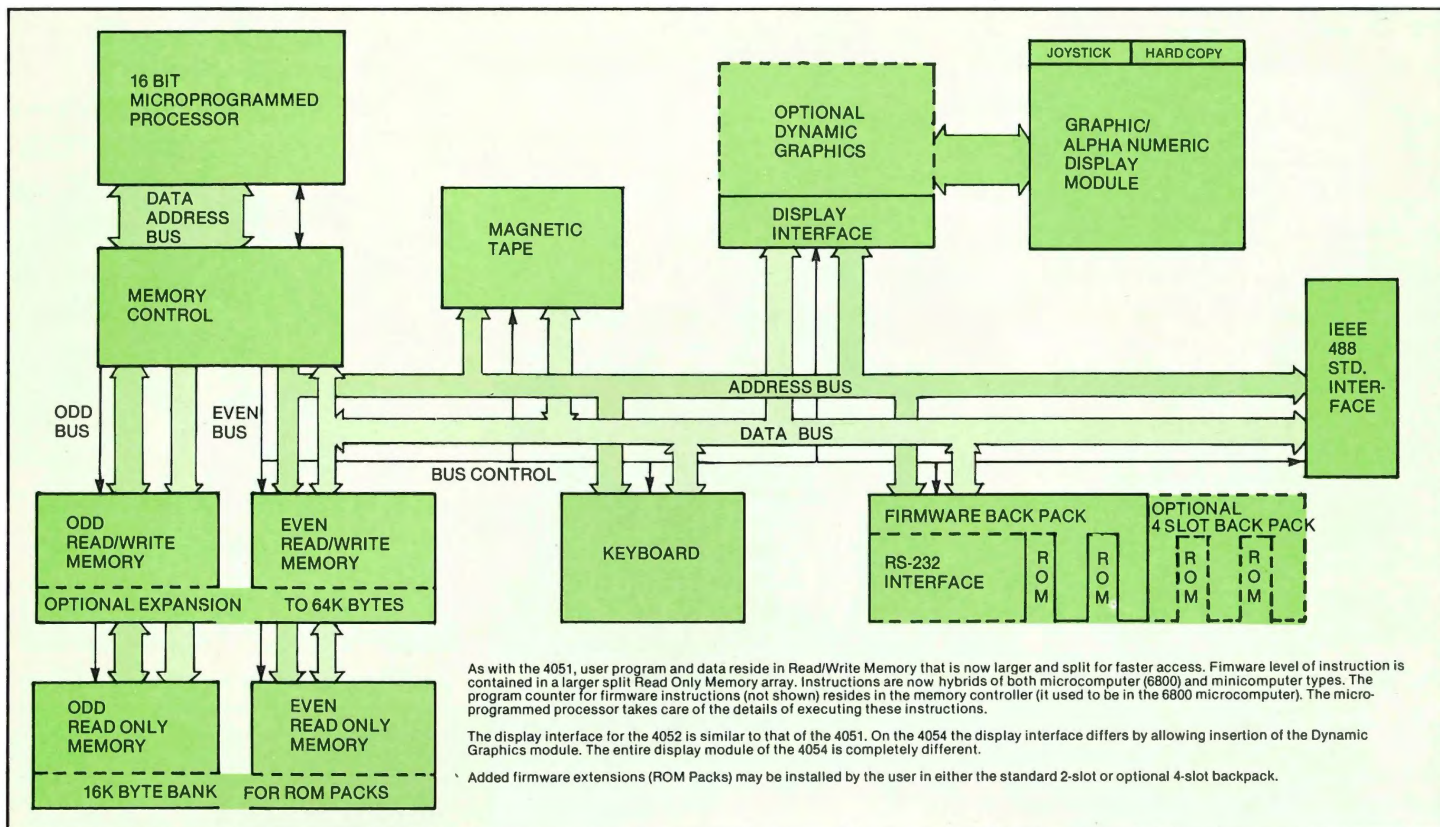 16 BIT
MICROPROGRAMMED
PROCESSOR
DATA
ADDRESS
BUS
MEMORY
CONTROL
ODD
BUS
EVEN
BUS
MAGNETIC
TAPE
OPTIONAL
DYNAMIC
GRAPHICS
DISPLAY
INTERFACE
JOYSTICK
HARD COPY
GRAPHIC/
ALPHA NUMERIC
DISPLAY
MODULE
IEEE
488
STD.
INTER-
FACE
ADDRESS BUS
DATA BUS
BUS CONTROL
ODD
READ/WRITE
MEMORY
EVEN
READ/WRITE
MEMORY
OPTIONAL EXPANSION TO 64K BYTES
KEYBOARD
FIRMWARE BACK PACK
RS-232
INTERFACE
ROM
ROM
OPTIONAL
4 SLOT BACK PACK
ROM
ROM
ODD
READ ONLY
MEMORY
EVEN
READ ONLY
MEMORY
16K BYTE BANK FOR ROM PACKS
As with the 4051, user program and data reside in Read/Write Memory that is now larger and split for faster access. Fimware level of instruction is
contained in a larger split Read Only Memory array. Instructions are now hybrids of both microcomputer (6800) and minicomputer types. The
program counter for firmware instructions (not shown) resides in the memory controller (it used to be in the 6800 microcomputer). The micro-
programmed processor takes care of the details of executing these instructions.
The display interface for the 4052 is similar to that of the 4051. On the 4054 the display interface differs by allowing insertion of the Dynamic
Graphics module. The entire display module of the 4054 is completely different.
Added firmware extensions (ROM Packs) may be installed by the user in either the standard 2-slot or optional 4-slot backpack.